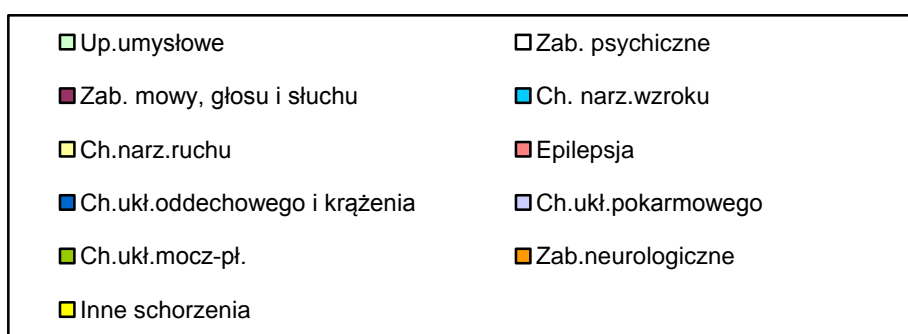 Up.umysłowe
Zab. psychiczne
Zab. mowy, głosu i słuchu
Ch. narz.wzroku
Ch.narz.ruchu
Epilepsja
Ch.ukł.oddechowego i krążenia
Ch.ukł.pokarmowego
Ch.ukł.mocz-pł.
Zab.neurologiczne
Inne schorzenia